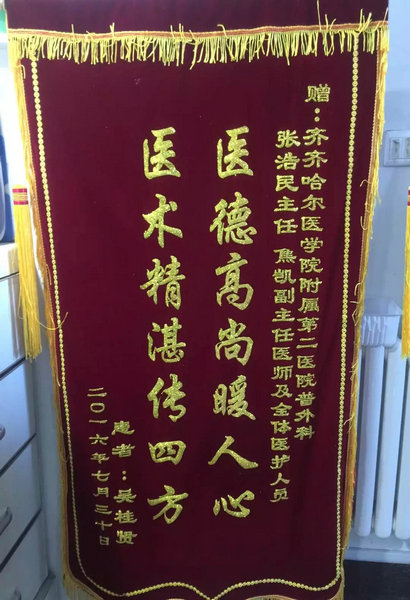 赠：齐齐哈尔医学院附属第二医院普外科
张浩民主任 焦凯副主任医师及全体医护人员
医德高尚暖人心
医术精湛传四方
患者：吴桂贤
二〇一六年七月三十日